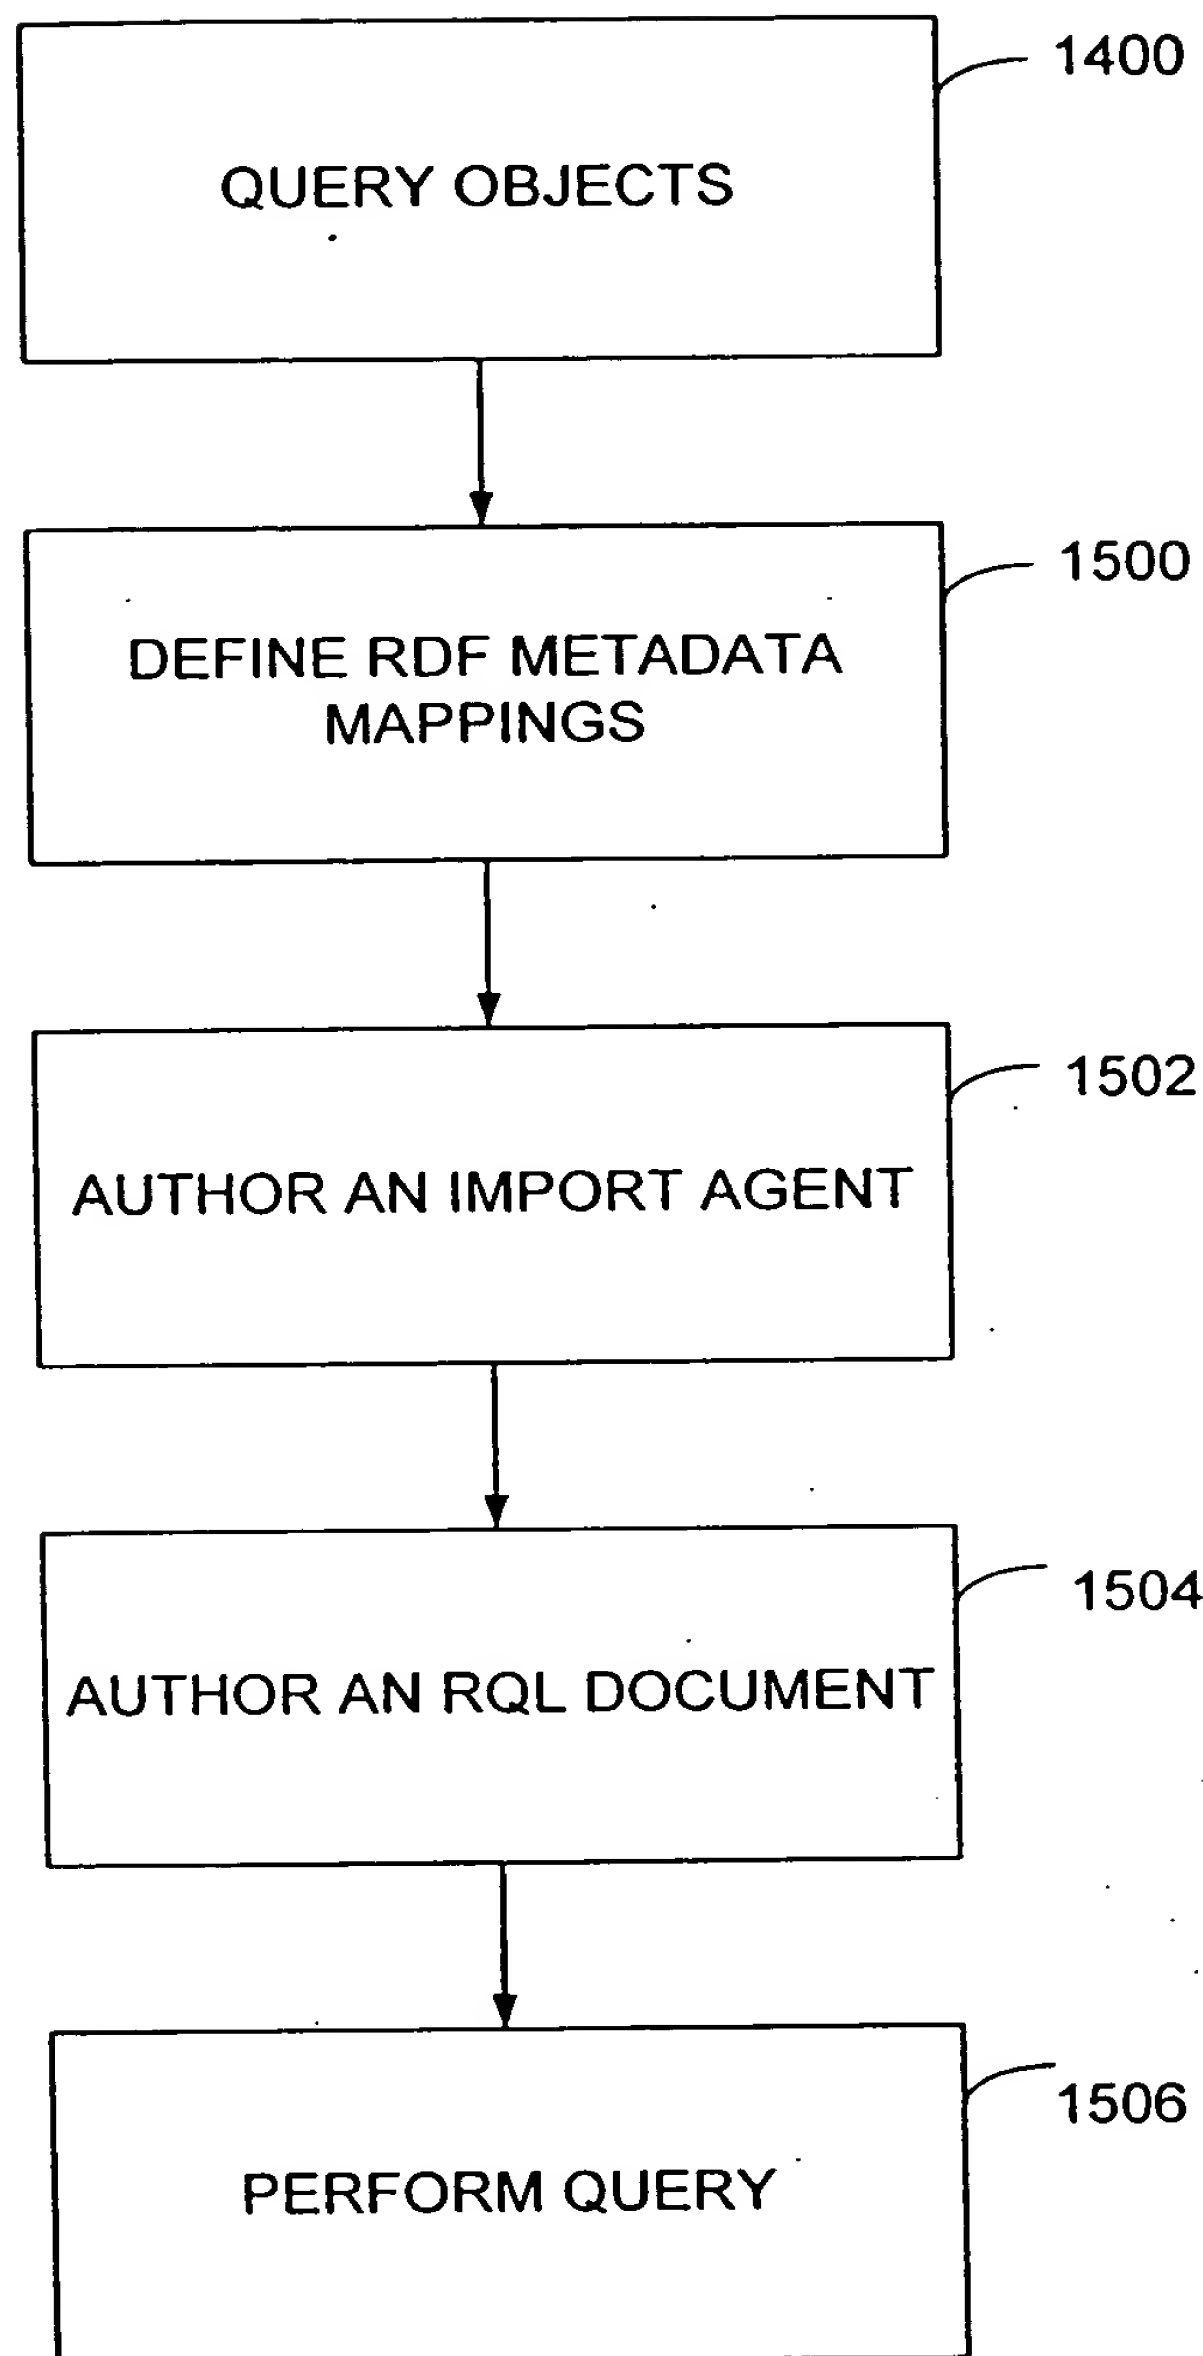 1400
QUERY OBJECTS
1500
DEFINE RDF METADATA
MAPPINGS
1502
AUTHOR AN IMPORT AGENT
1504
AUTHOR AN RQL DOCUMENT
1506
PERFORM QUERY